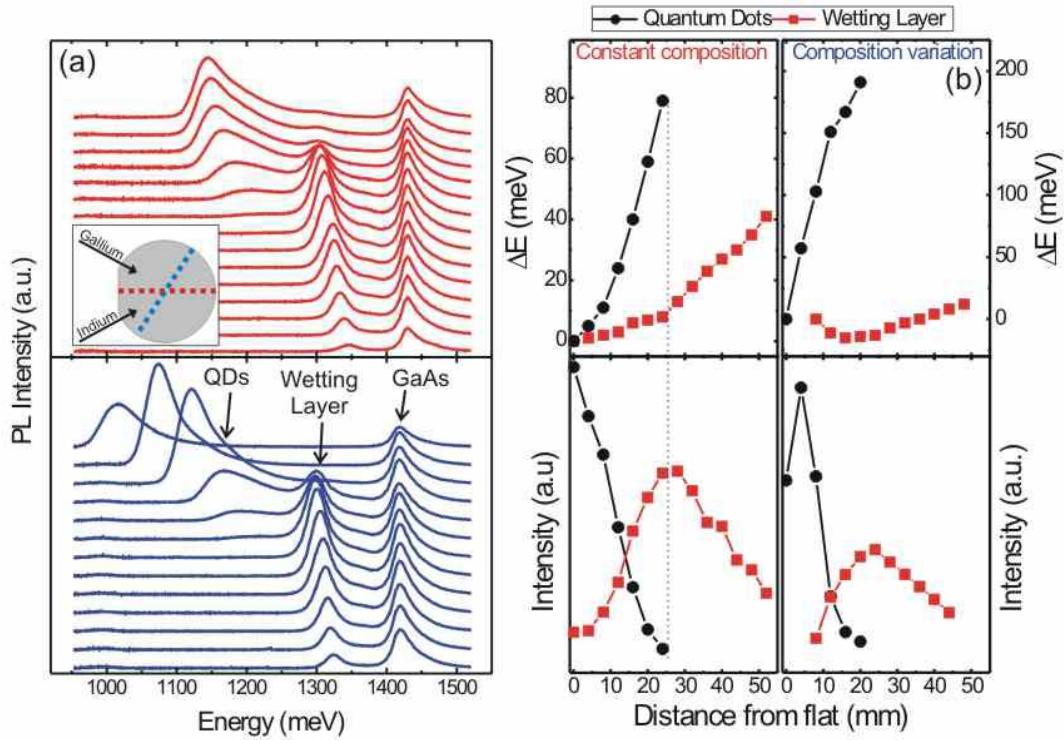 Quantum Dots Wetting Layer
(a)
Constant composition
Composition variation
(b)
200
150
100
50
0
80
60
40
20
0
ΔE (meV)
ΔE (meV)
Gallium
Indium
PL Intensity (a.u.)
QDs
Wetting
Layer
GaAs
Intensity (a.u)
Intensity (a.u.)
1000 1100 1200 1300 1400 1500
Energy (meV)
0 10 20 30 40 50 0 10 20 30 40 50
Distance from flat (mm)